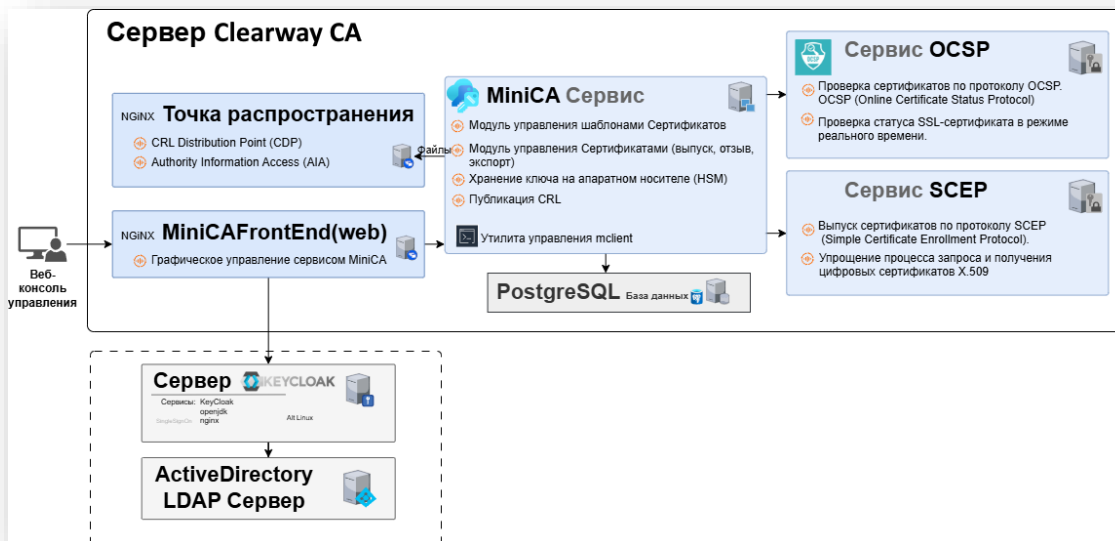 Сервер Clearway CA
NGiNX Точка распространения
CRL Distribution Point (CDP)
Authority Information Access (AIA)
Файлы
NGiNX MiniCAFrontEnd(web)
Графическое управление сервисом MiniCA
Веб-
консоль
управления
MiniCA Сервис
Модуль управления шаблонами Сертификатов
Модуль управления Сертификатами (выпуск, отзыв,
экспорт)
Хранение ключа на апаратном носителе (HSM)
Публикация CRL
Утилита управления mclient
PostgreSQL База данных
Сервис OCSP
OCSP
Проверка сертификатов по протоколу OCSP.
OCSP (Online Certificate Status Protocol)
Проверка статуса SSL-сертификата в режиме
реального времени.
Сервис SCEP
Выпуск сертификатов по протоколу SCEP
(Simple Certificate Enrollment Protocol).
Упрощение процесса запроса и получения
цифровых сертификатов X.509
Сервер KEYCLOAK
Сервисы: KeyCloak
openjdk
SingleSignOn nginx Alt Linux
ActiveDirectory
LDAP Сервер